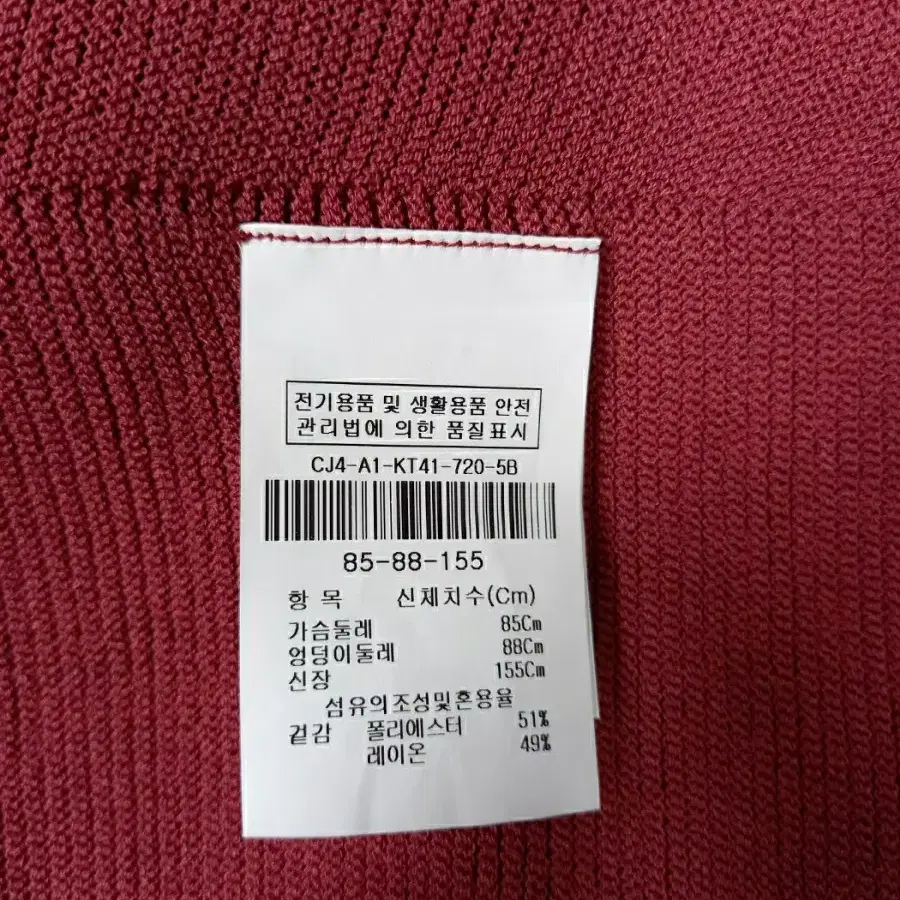 전기용품 및 생활용품 안전
관리법에 의한 품질표시
CJ4-A1-KT41-720-5B
85-88-155
항 목 신체치수(Cm)
가슴둘레 85Cm
엉덩이둘레 88Cm
신장 155Cm
섬유의조성및혼용율
겉감 폴리에스터 51%
레이온 49%